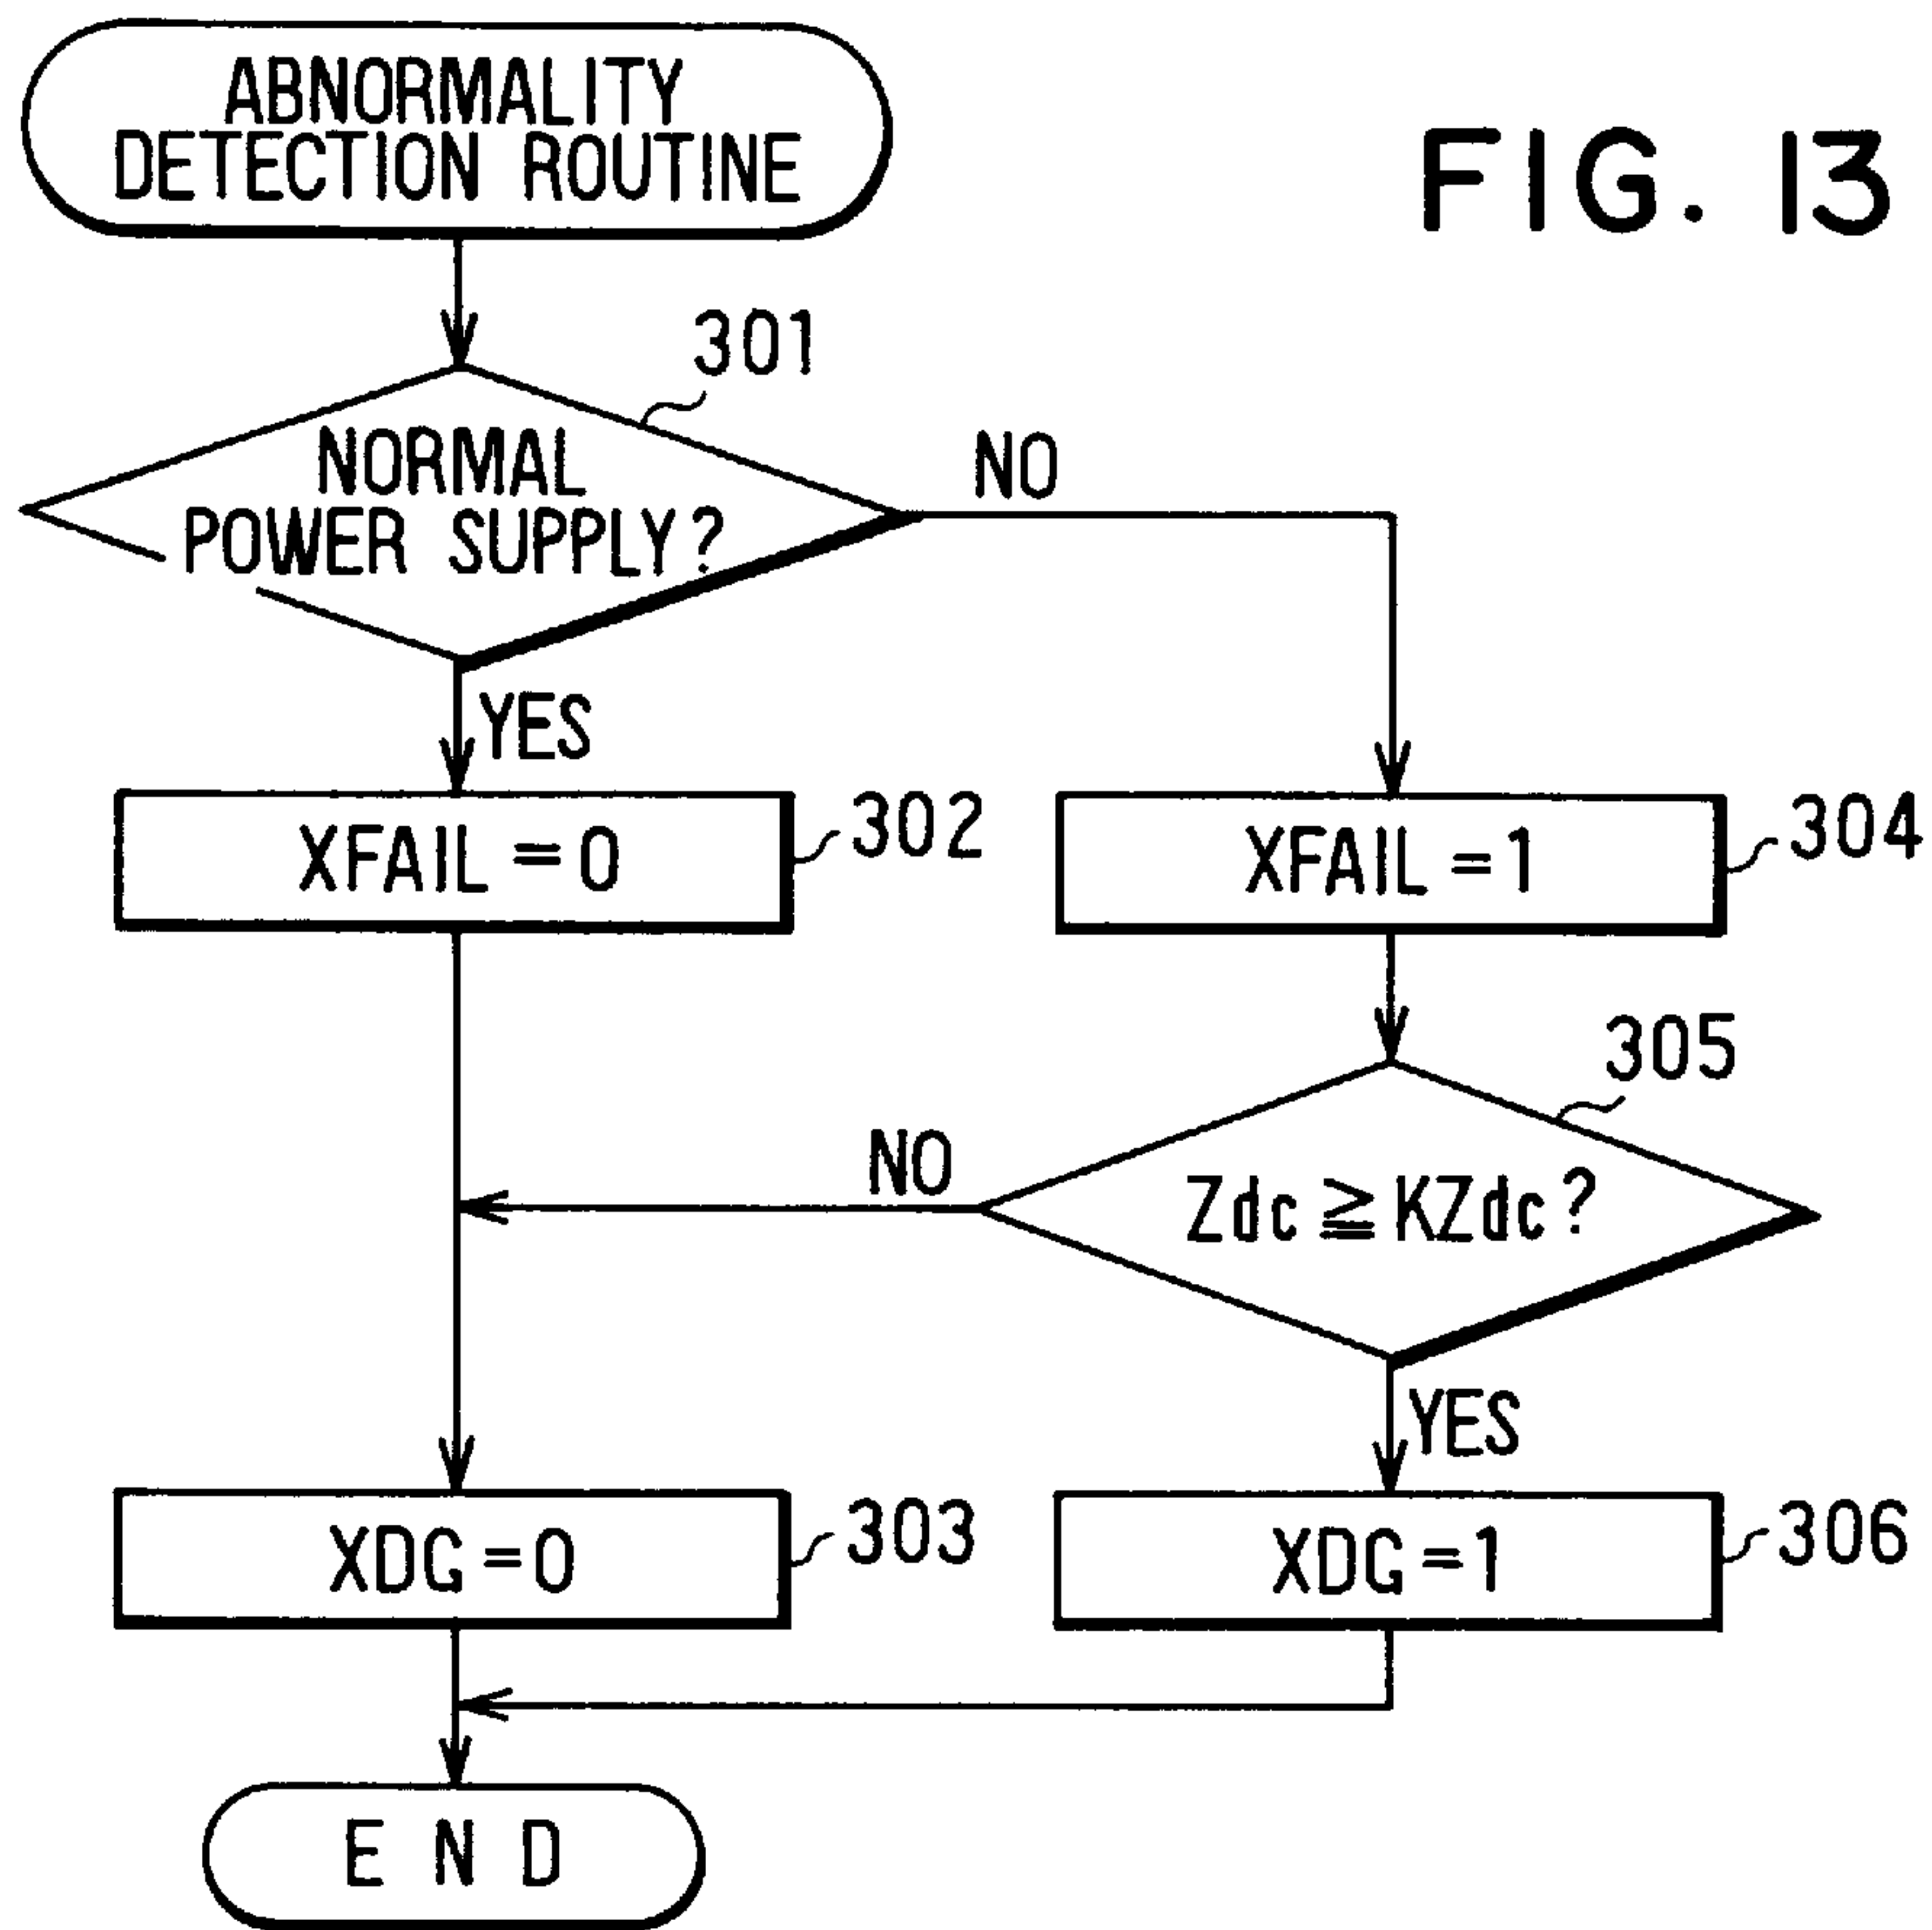 ABNORMALITY
DETECTION ROUTINE
FIG. 13
301
NORMAL
POWER SUPPLY?
NO
YES
XFAIL=0
302
XFAIL=1
304
305
NO
Zdc≧KZdc?
YES
XDG=0
303
XDG=1
306
END